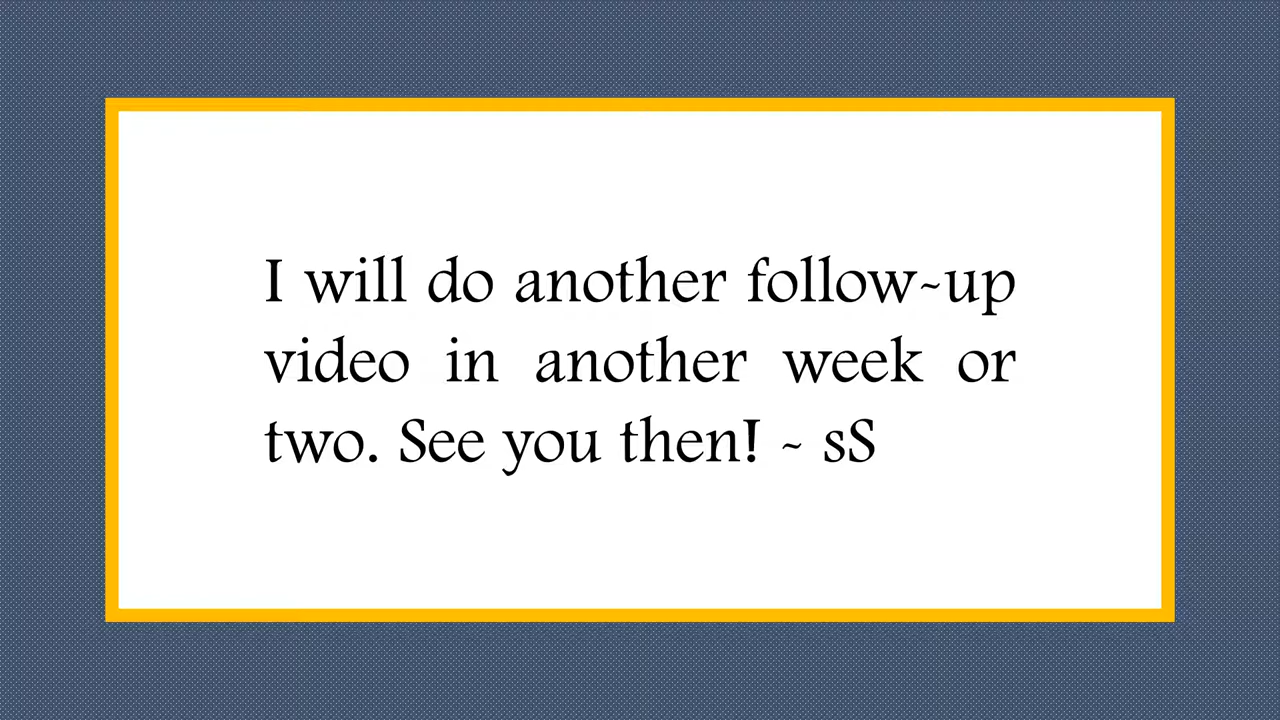 I will do another follow-up
video in another week or
two. See you then! - sS